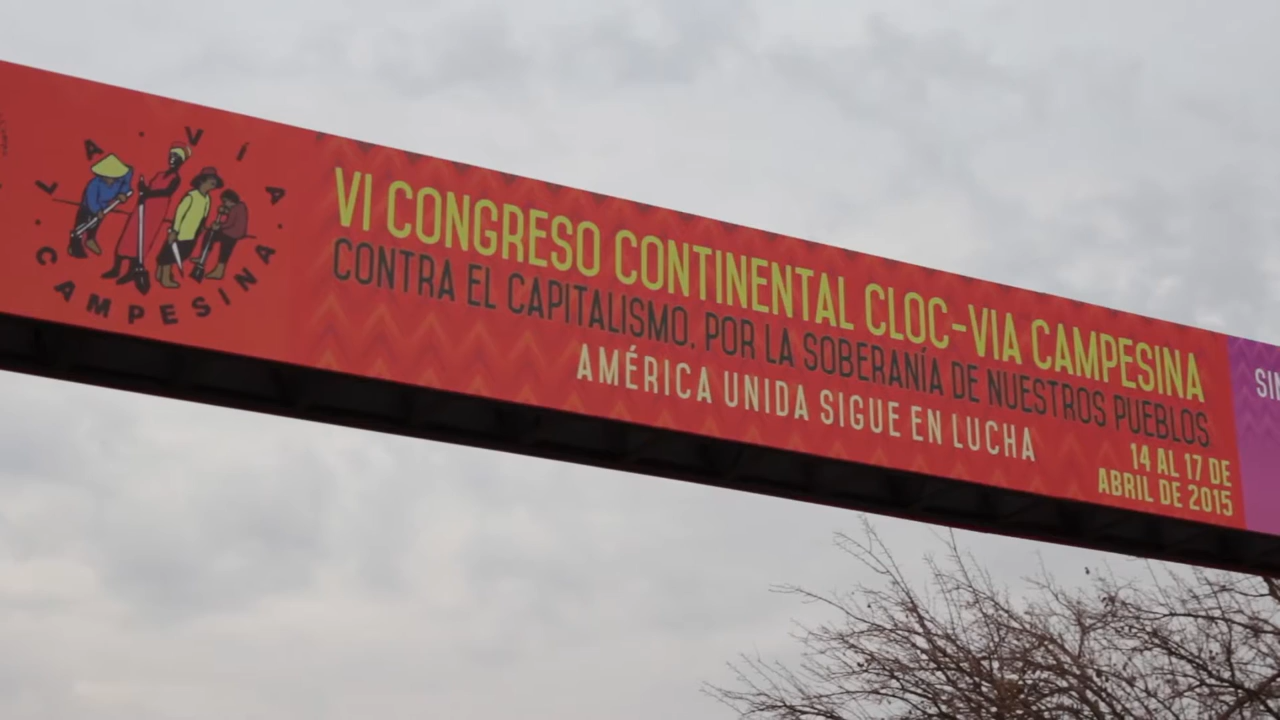 LA VÍA
CAMPESINA
VI CONGRESO CONTINENTAL CLOC-VIA CAMPESINA
CONTRA EL CAPITALISMO, POR LA SOBERANÍA DE NUESTROS PUEBLOS
AMÉRICA UNIDA SIGUE EN LUCHA
14 AL 17 DE
ABRIL DE 2015